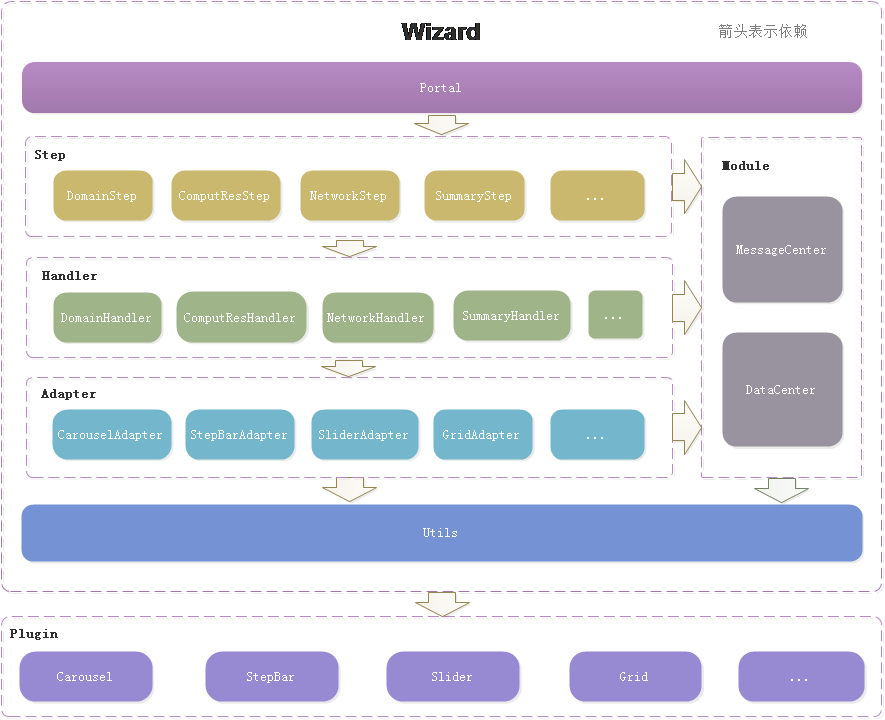 Wizard
箭头表示依赖
Portal
Step
DomainStep
ComputResStep
NetworkStep
SummaryStep
...
Module
MessageCenter
DataCenter
Handler
DomainHandler
ComputResHandler
NetworkHandler
SummaryHandler
...
Adapter
CarouselAdapter
StepBarAdapter
SliderAdapter
GridAdapter
...
Utils
Plugin
Carousel
StepBar
Slider
Grid
...